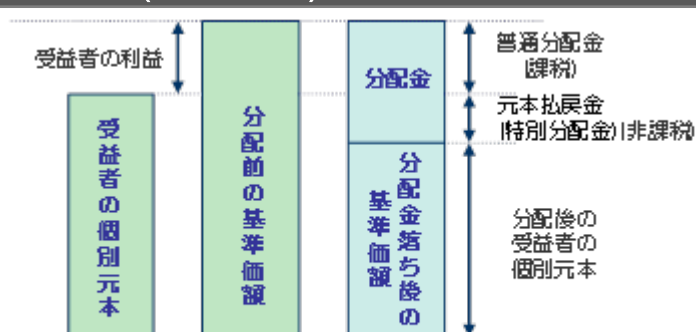 受益者の利益
受益者の個別元本
分配前の基準価額
分配金
分配金落ち後の
基準価額
普通分配金
(課税)
元本払戻金
(特別分配金)(非課税)
分配後の
受益者の
個別元本